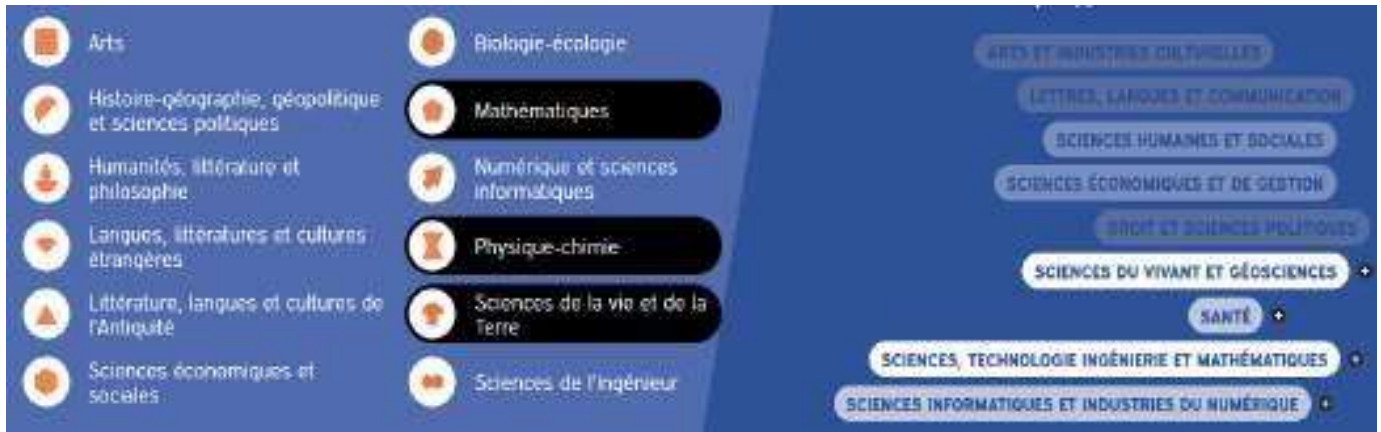 Arts
Histoire-géographie, géopolitique
et sciences politiques
Humanités, littérature et
philosophie
Langues, littératures et cultures
étrangères
Littérature, langues et cultures de
l'Antiquité
Sciences économiques et
sociales
Biologie-écologie
Mathématiques
Numérique et sciences
informatiques
Physique-chimie
Sciences de la vie et de la
Terre
Sciences de l'ingénieur
ARTS ET INDUSTRIES CULTURELLES
LETTRES, LANGUES ET COMMUNICATION
SCIENCES HUMAINES ET SOCIALES
SCIENCES ÉCONOMIQUES ET DE GESTION
DROIT ET SCIENCES POLITIQUES
SCIENCES DU VIVANT ET GÉOSCIENCES +
SANTÉ +
SCIENCES, TECHNOLOGIE INGÉNIERIE ET MATHÉMATIQUES +
SCIENCES INFORMATIQUES ET INDUSTRIES DU NUMÉRIQUE +